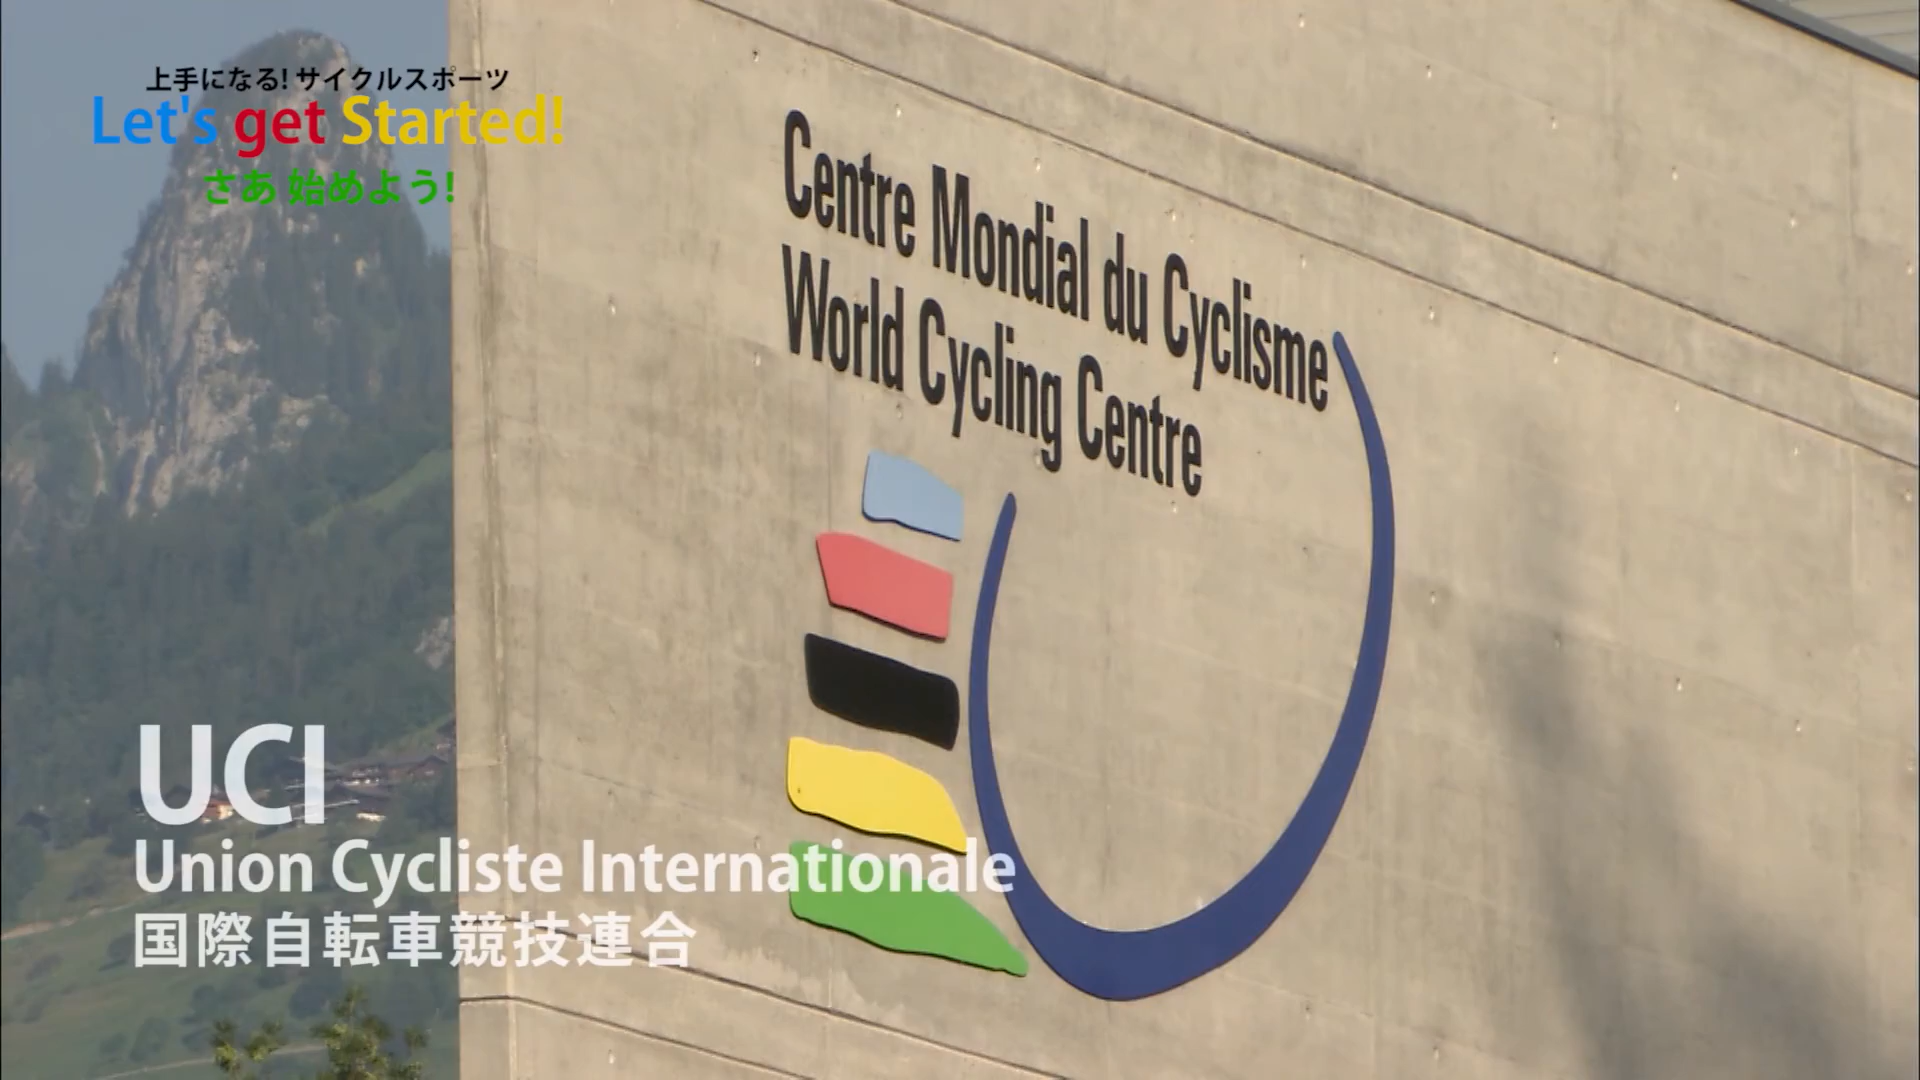 上手になる!サイクルスポーツ
Let's get Started!
さあ 始めよう!
Centre Mondial du Cyclisme
World Cycling Centre
UCI
Union Cycliste Internationale
国際自転車競技連合